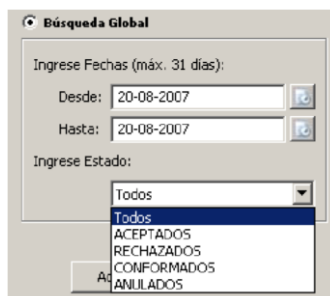 Búsqueda Global
Ingrese Fechas (máx. 31 días):
Desde: 20-08-2007
Hasta: 20-08-2007
Ingrese Estado:
Todos
Todos
ACEPTADOS
RECHAZADOS
CONFORMADOS
ANULADOS